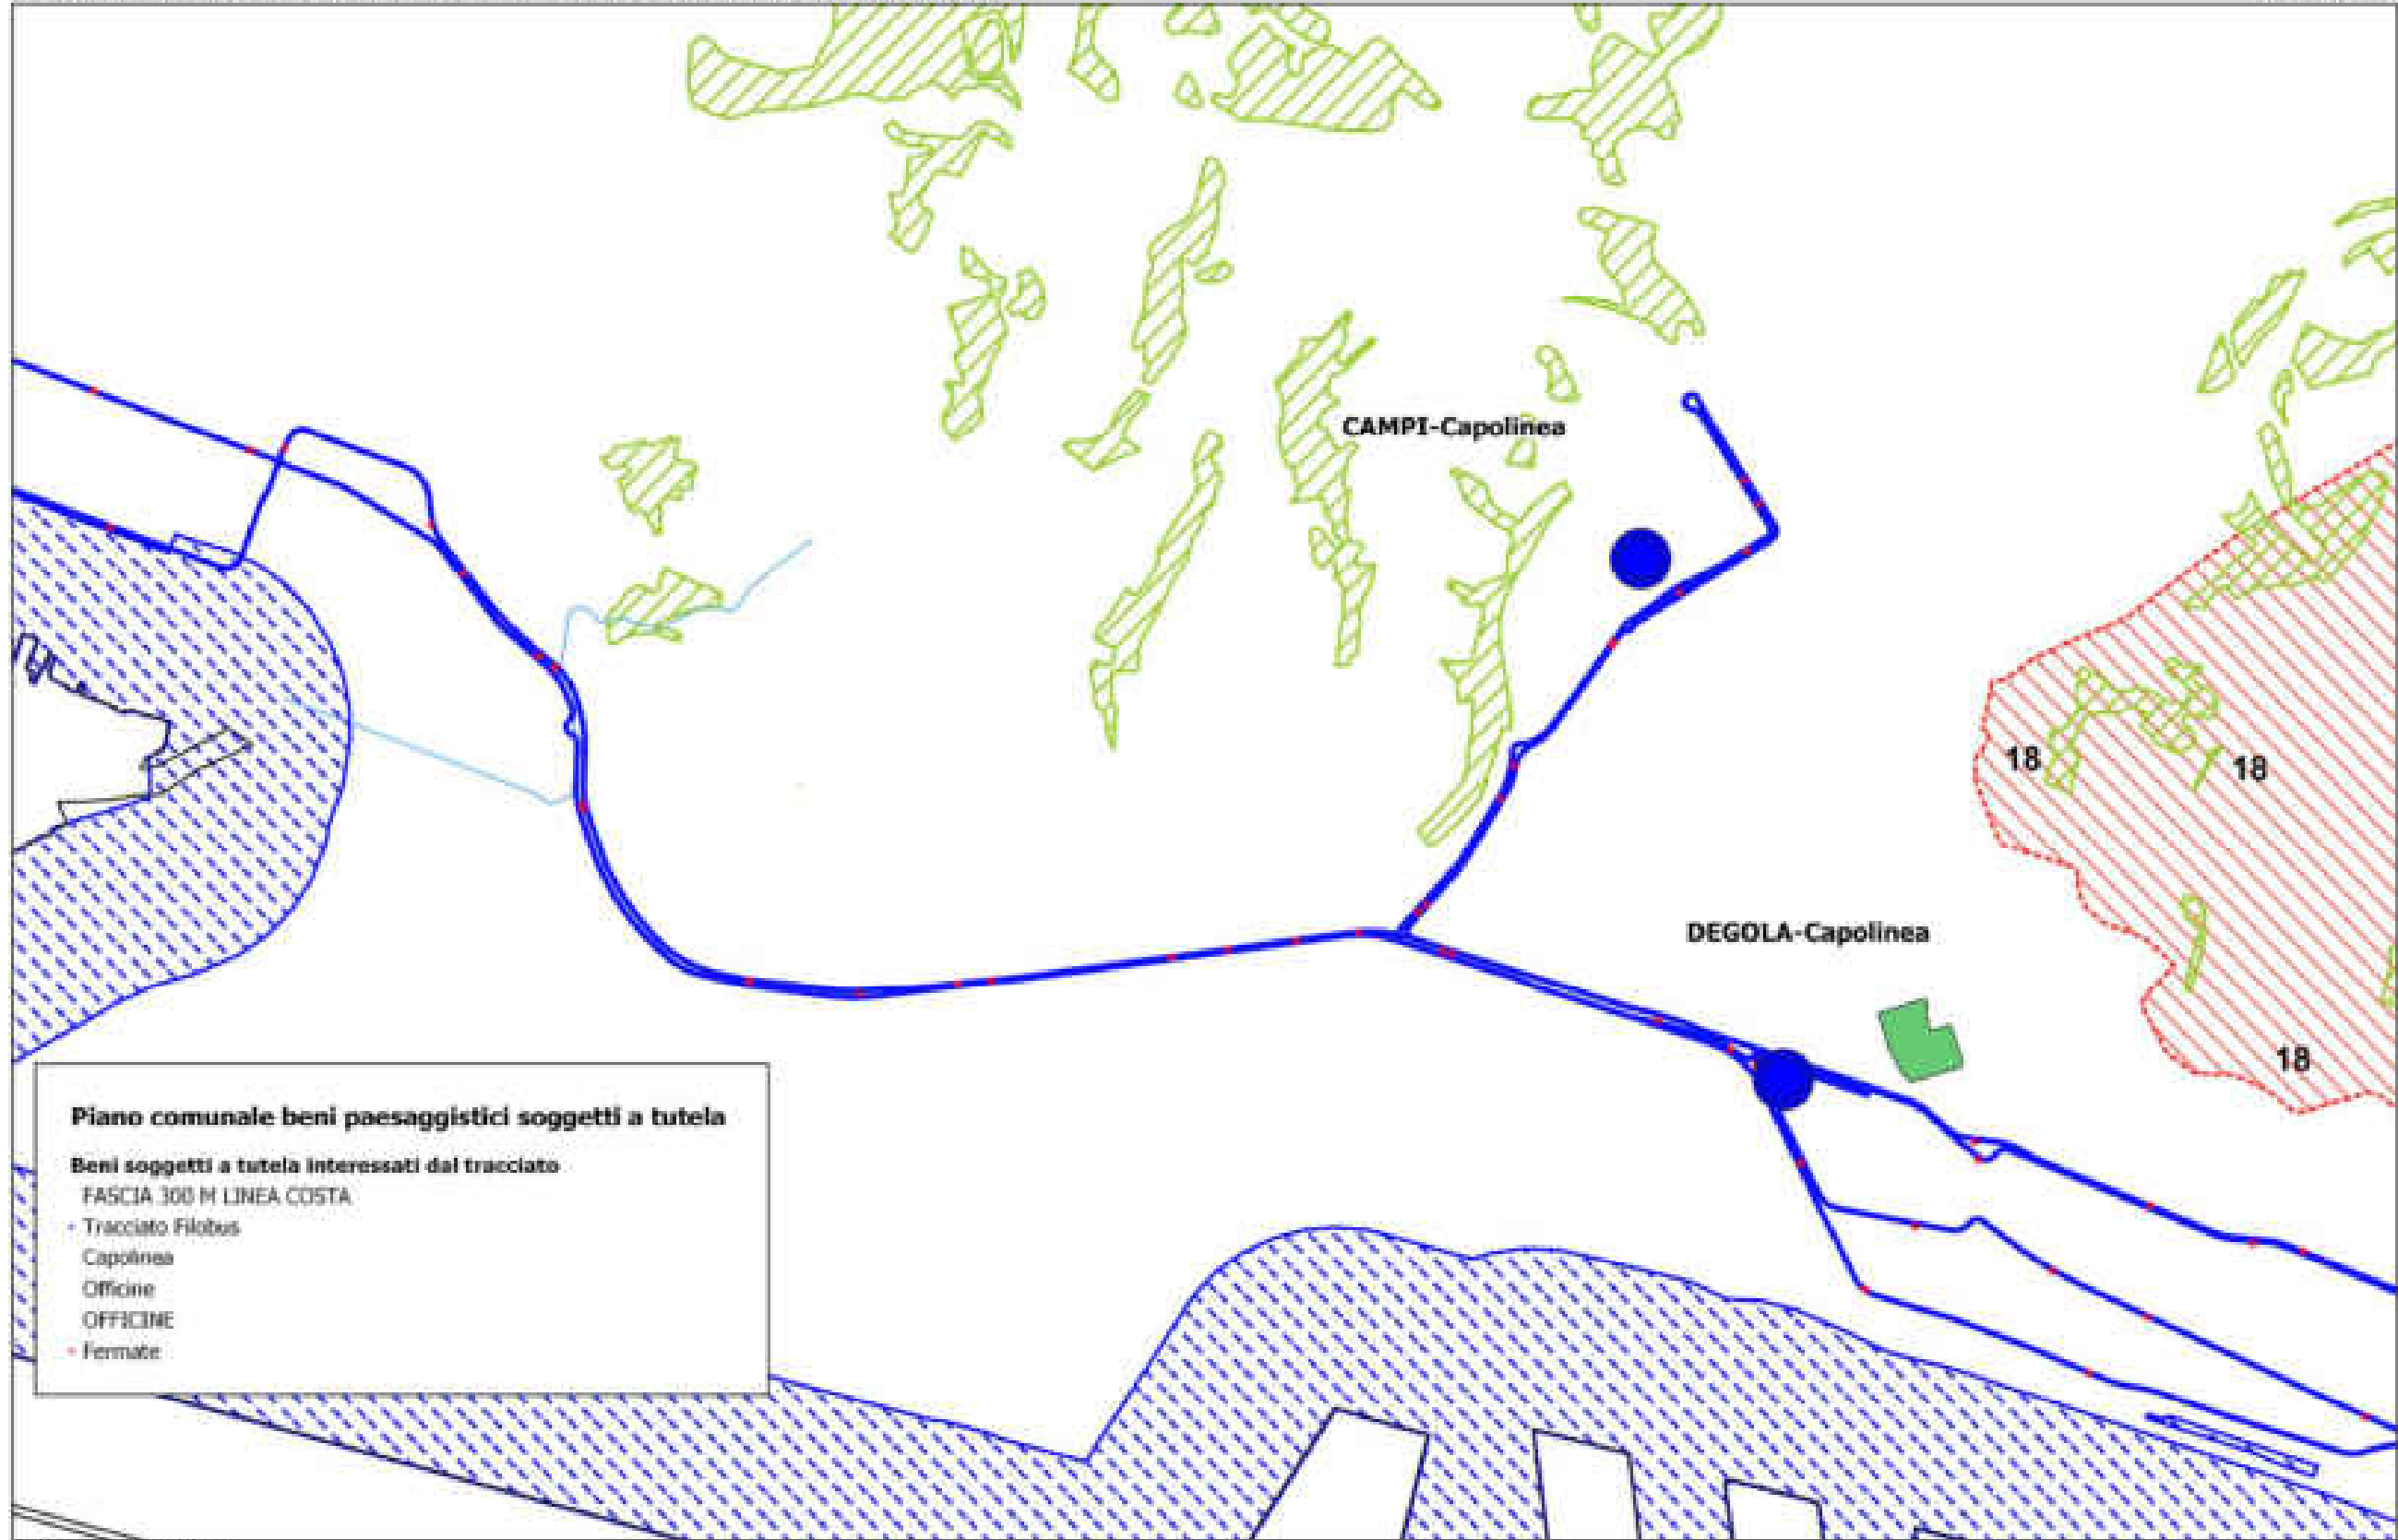 CAMPI-Capolinea
18
18
DEGOLA-Capolinea
18
Piano comunale beni paesaggistici soggetti a tutela
Beni soggetti a tutela interessati dal tracciato
FASCIA 300 M LINEA COSTA
Tracciato Filobus
Capolinea
Officine
OFFICINE
Fermate